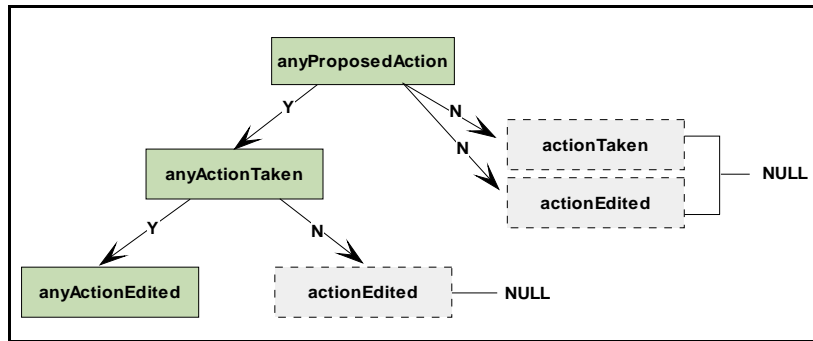 anyProposedAction
Y
N
N
actionTaken
anyActionTaken
NULL
actionEdited
Y
N
anyActionEdited
actionEdited
NULL